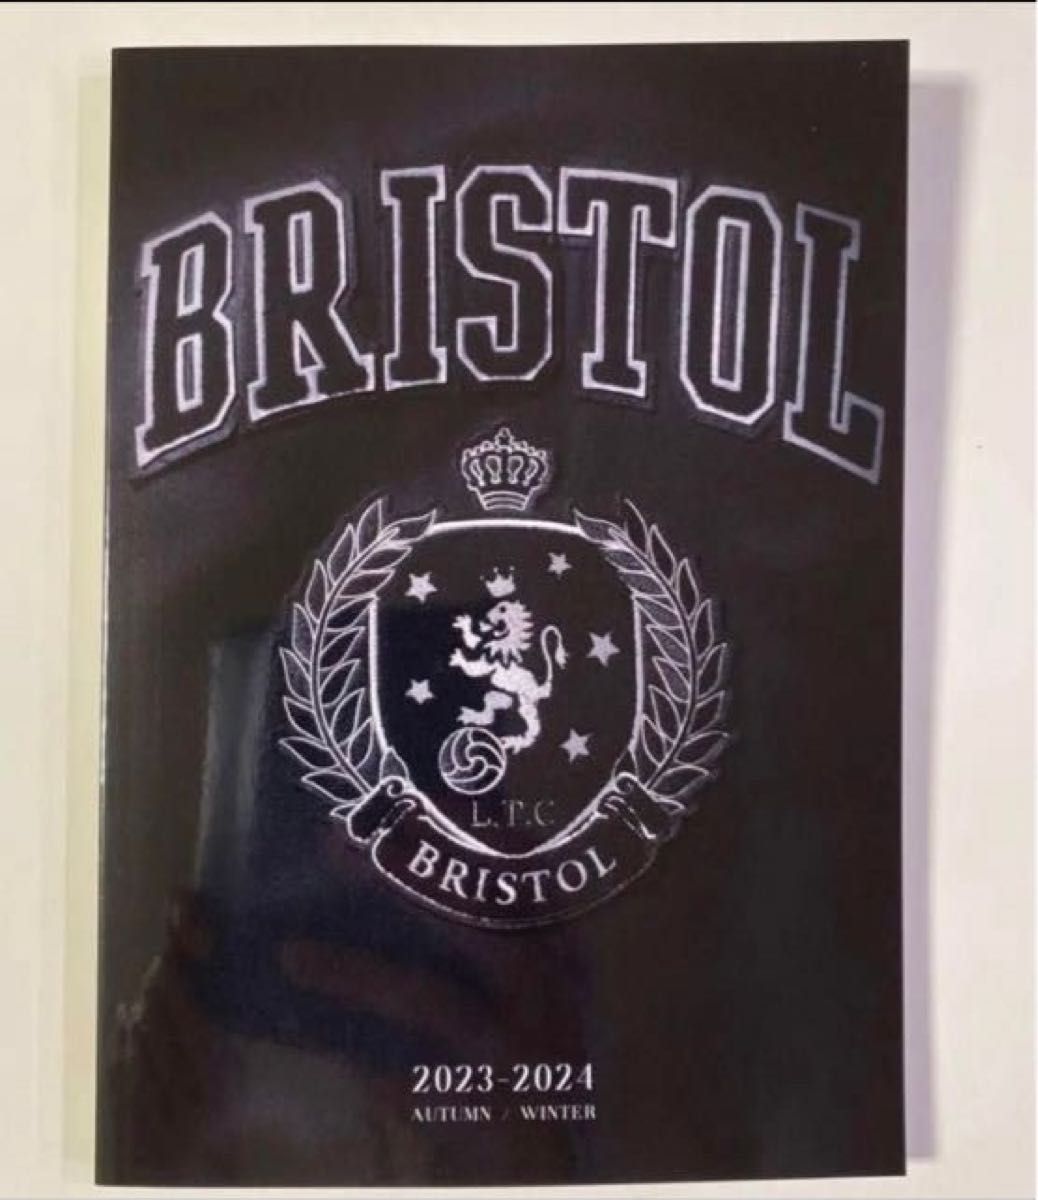 BRISTOL
L.T.C
BRISTOL
2023-2024
AUTUMN / WINTER